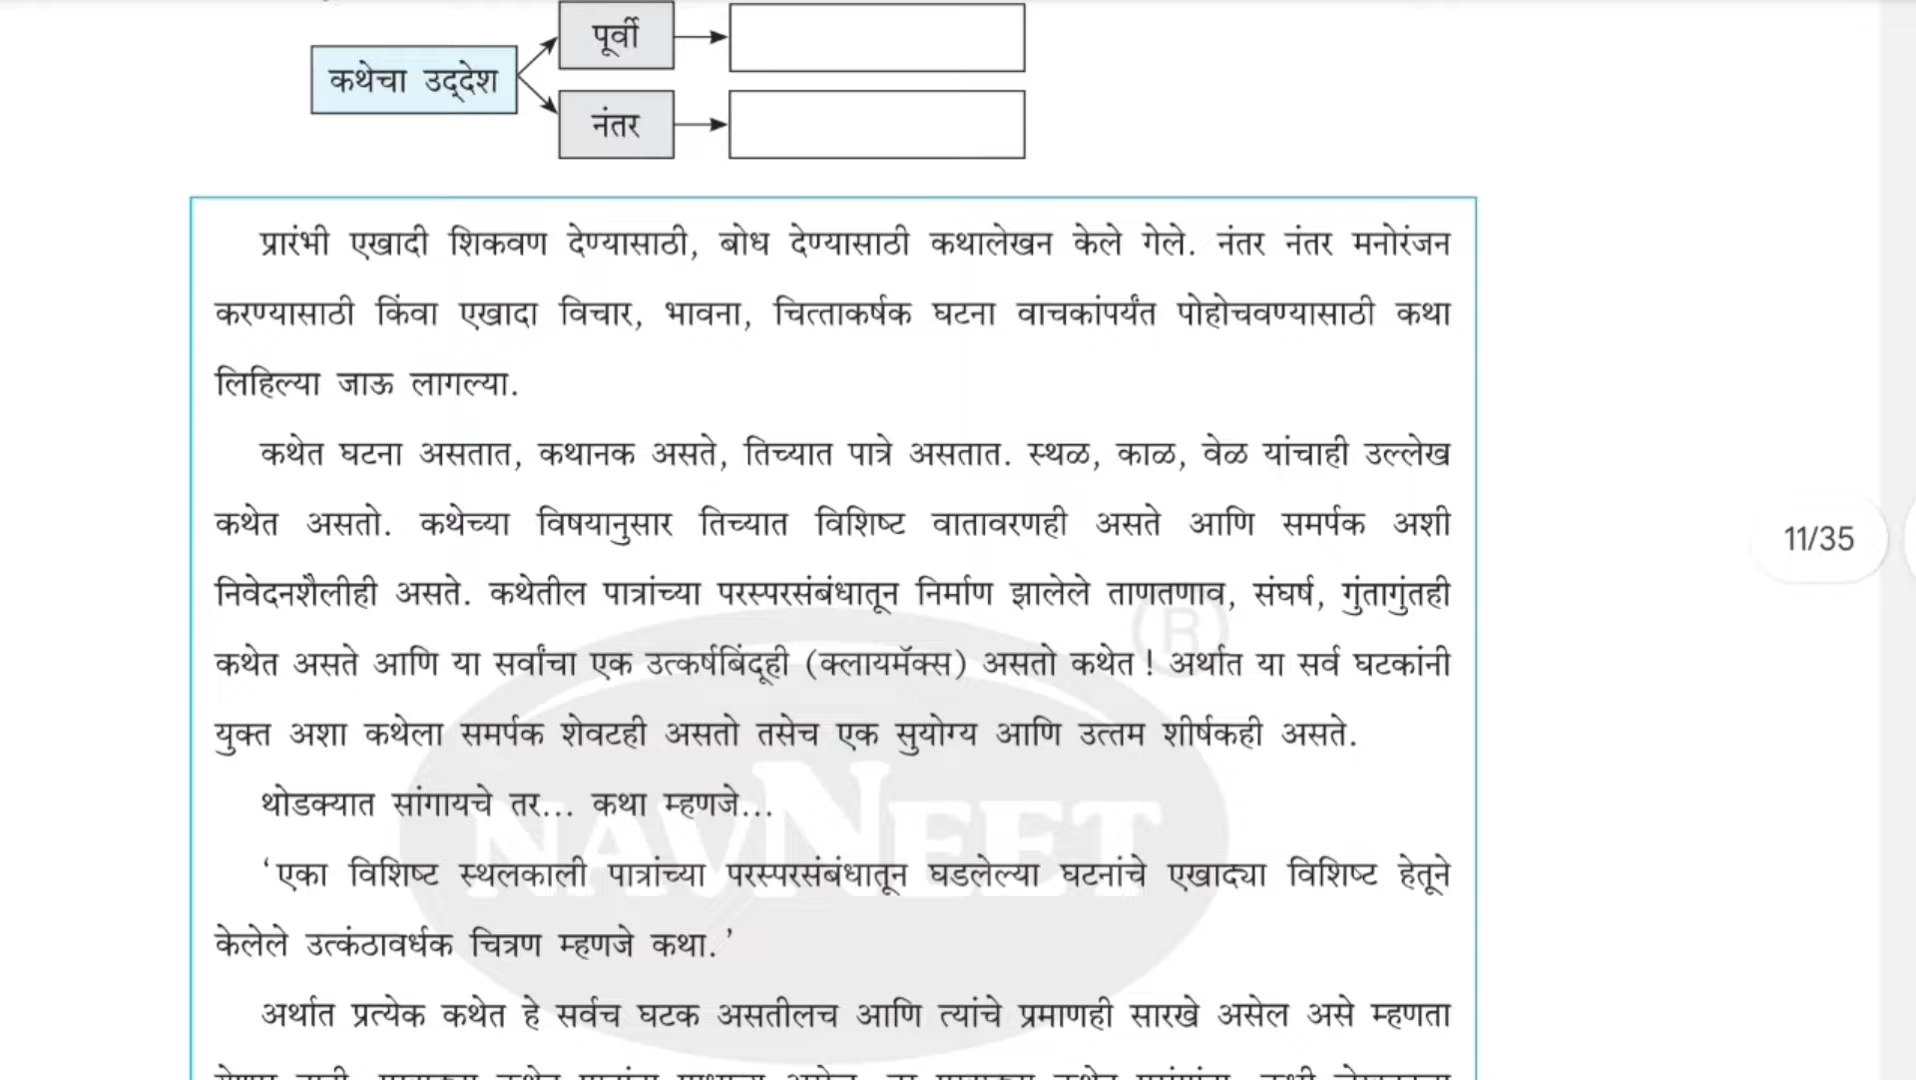 पूर्वी
कथेचा उद्देश
नंतर
प्रारंभी एखादी शिकवण देण्यासाठी, बोध देण्यासाठी कथालेखन केले गेले. नंतर नंतर मनोरंजन
करण्यासाठी किंवा एखादा विचार, भावना, चित्ताकर्षक घटना वाचकांपर्यंत पोहोचवण्यासाठी कथा
लिहिल्या जाऊ लागल्या.
कथेत घटना असतात, कथानक असते, तिच्यात पात्रे असतात. स्थळ, काळ, वेळ यांचाही उल्लेख
कथेत असतो. कथेच्या विषयानुसार तिच्यात विशिष्ट वातावरणही असते आणि समर्पक अशी
निवेदनशैलीही असते. कथेतील पात्रांच्या परस्परसंबंधातून निर्माण झालेले ताणतणाव, संघर्ष, गुंतागुंतही
कथेत असते आणि या सर्वांचा एक उत्कर्षबिंदूही (क्लायमॅक्स) असतो कथेत ! अर्थात या सर्व घटकांनी
युक्त अशा कथेला समर्पक शेवटही असतो तसेच एक सुयोग्य आणि उत्तम शीर्षकही असते.
थोडक्यात सांगायचे तर... कथा म्हणजे...
‘एका विशिष्ट स्थलकाली पात्रांच्या परस्परसंबंधातून घडलेल्या घटनांचे एखाद्या विशिष्ट हेतूने
केलेले उत्कंठावर्धक चित्रण म्हणजे कथा.’
अर्थात प्रत्येक कथेत हे सर्वच घटक असतीलच आणि त्यांचे प्रमाणही सारखे असेल असे म्हणता
11/35
NAVNEET
®